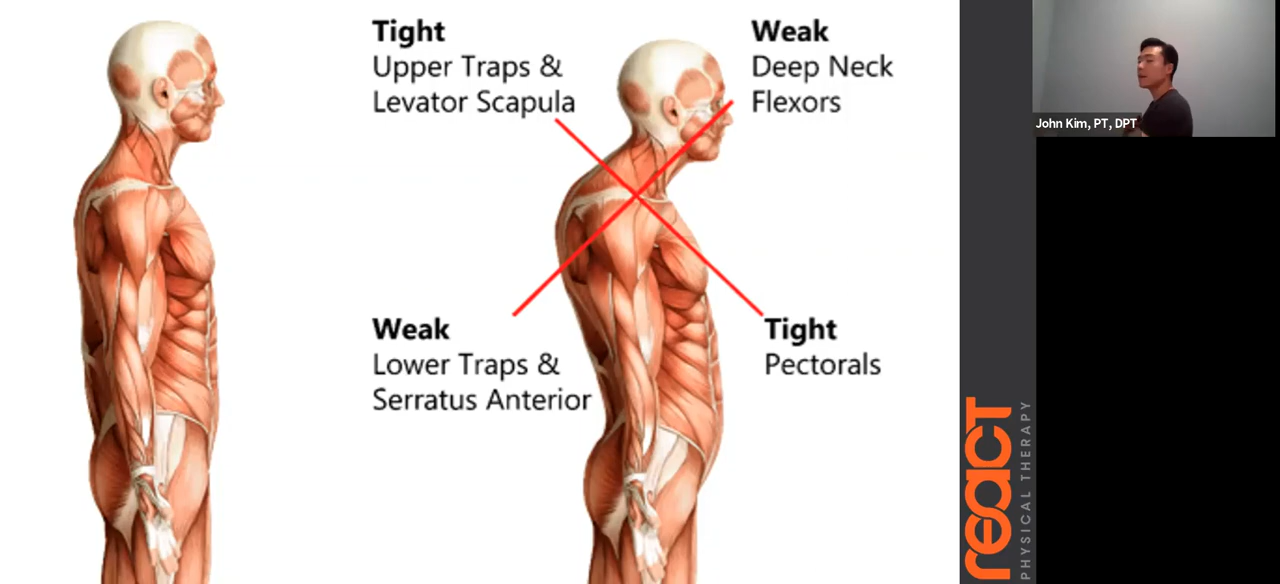 Tight
Upper Traps &
Levator Scapula
Weak
Deep Neck
Flexors
Weak
Lower Traps &
Serratus Anterior
Tight
Pectorals
John Kim, PT, DPT
react
PHYSICAL THERAPY